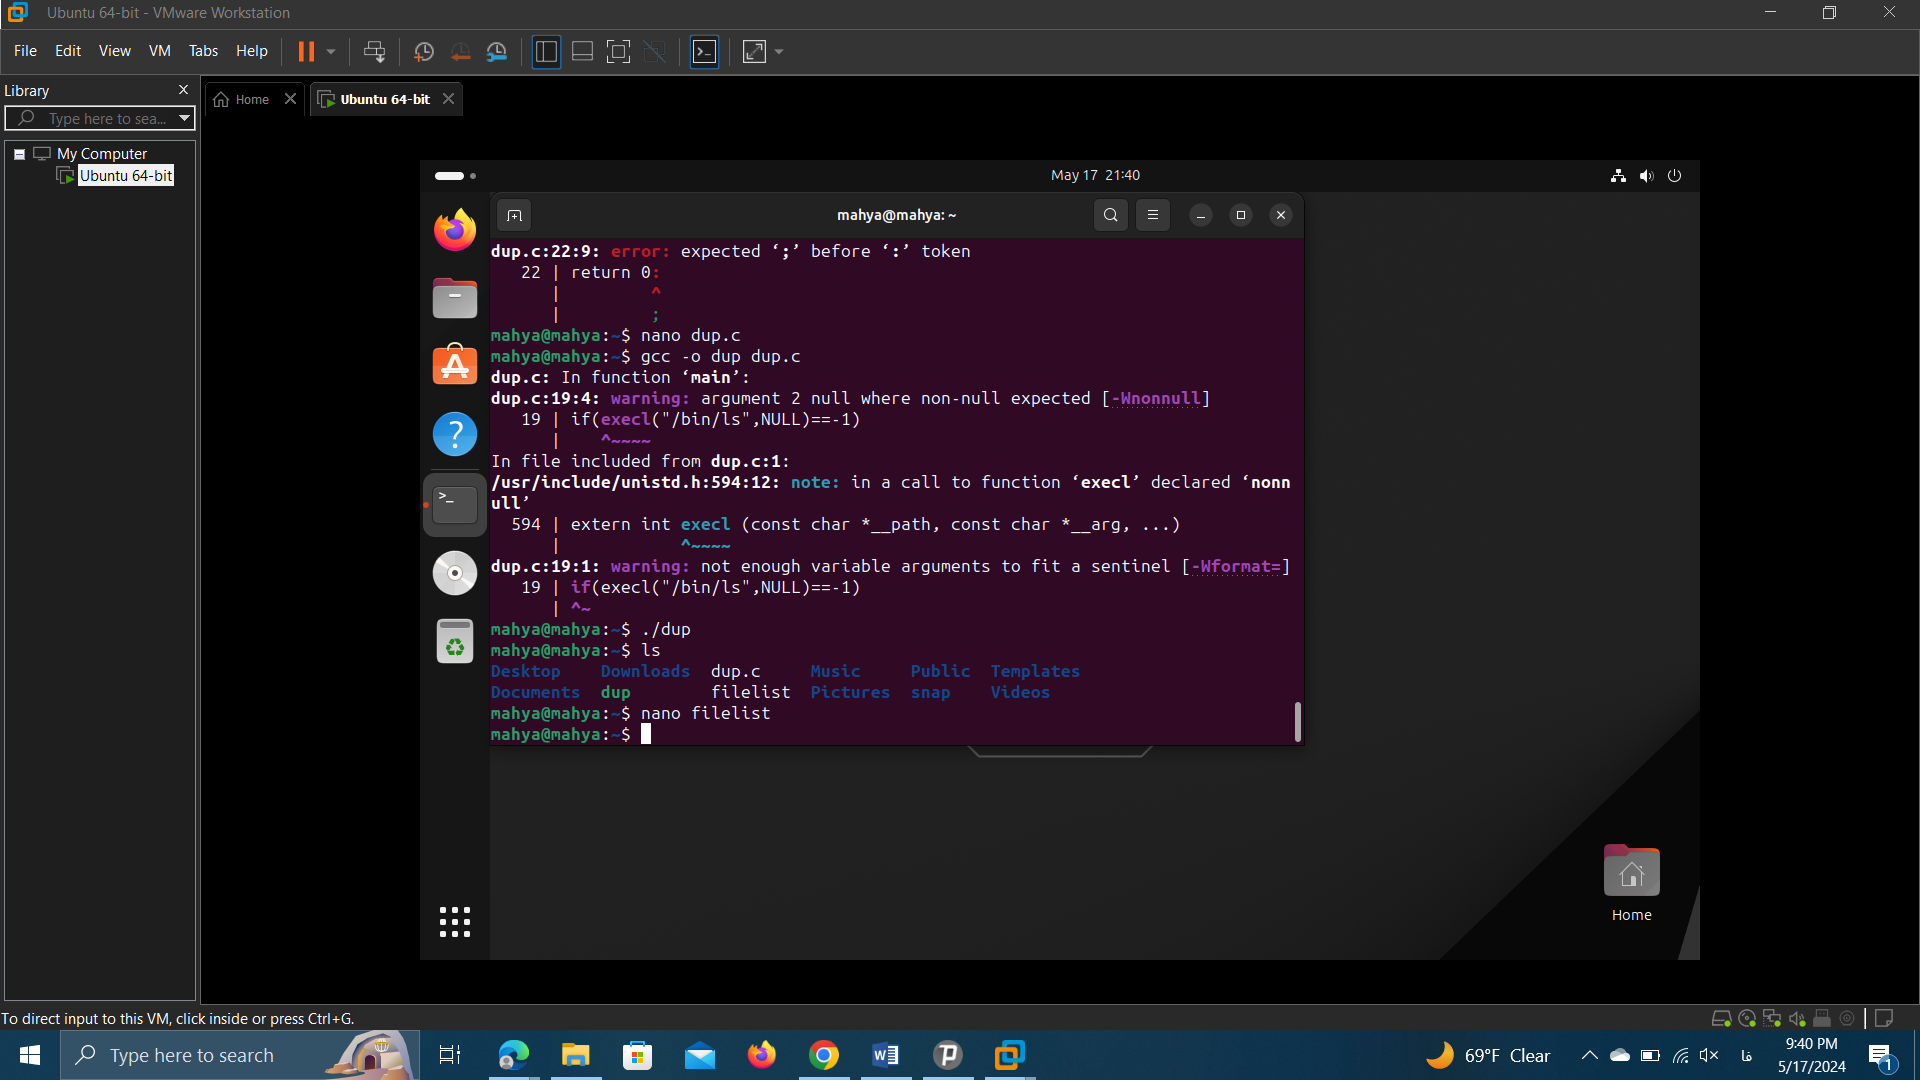 Ubuntu 64-bit - VMware Workstation
File Edit View VM Tabs Help
Library
Type here to sea...
My Computer
Ubuntu 64-bit
Home
Ubuntu 64-bit
May 17 21:40
mahya@mahya: ~
dup.c:22:9: error: expected ‘;’ before ‘:’ token
22 | return 0:
| ^
| ;
mahya@mahya:~$ nano dup.c
mahya@mahya:~$ gcc -o dup dup.c
dup.c: In function ‘main’:
dup.c:19:4: warning: argument 2 null where non-null expected [-Wnonnull]
19 | if(execl("/bin/ls",NULL)==-1)
| ^~~~~
In file included from dup.c:1:
/usr/include/unistd.h:594:12: note: in a call to function ‘execl’ declared ‘nonn
ull’
594 | extern int execl (const char *__path, const char *__arg, ...)
| ^~~~~
dup.c:19:1: warning: not enough variable arguments to fit a sentinel [-Wformat=]
19 | if(execl("/bin/ls",NULL)==-1)
| ^~
mahya@mahya:~$ ./dup
mahya@mahya:~$ ls
Desktop Downloads dup.c Music Public Templates
Documents dup filelist Pictures snap Videos
mahya@mahya:~$ nano filelist
mahya@mahya:~$
Home
To direct input to this VM, click inside or press Ctrl+G.
Type here to search
69°F Clear
فا
9:40 PM
5/17/2024
1